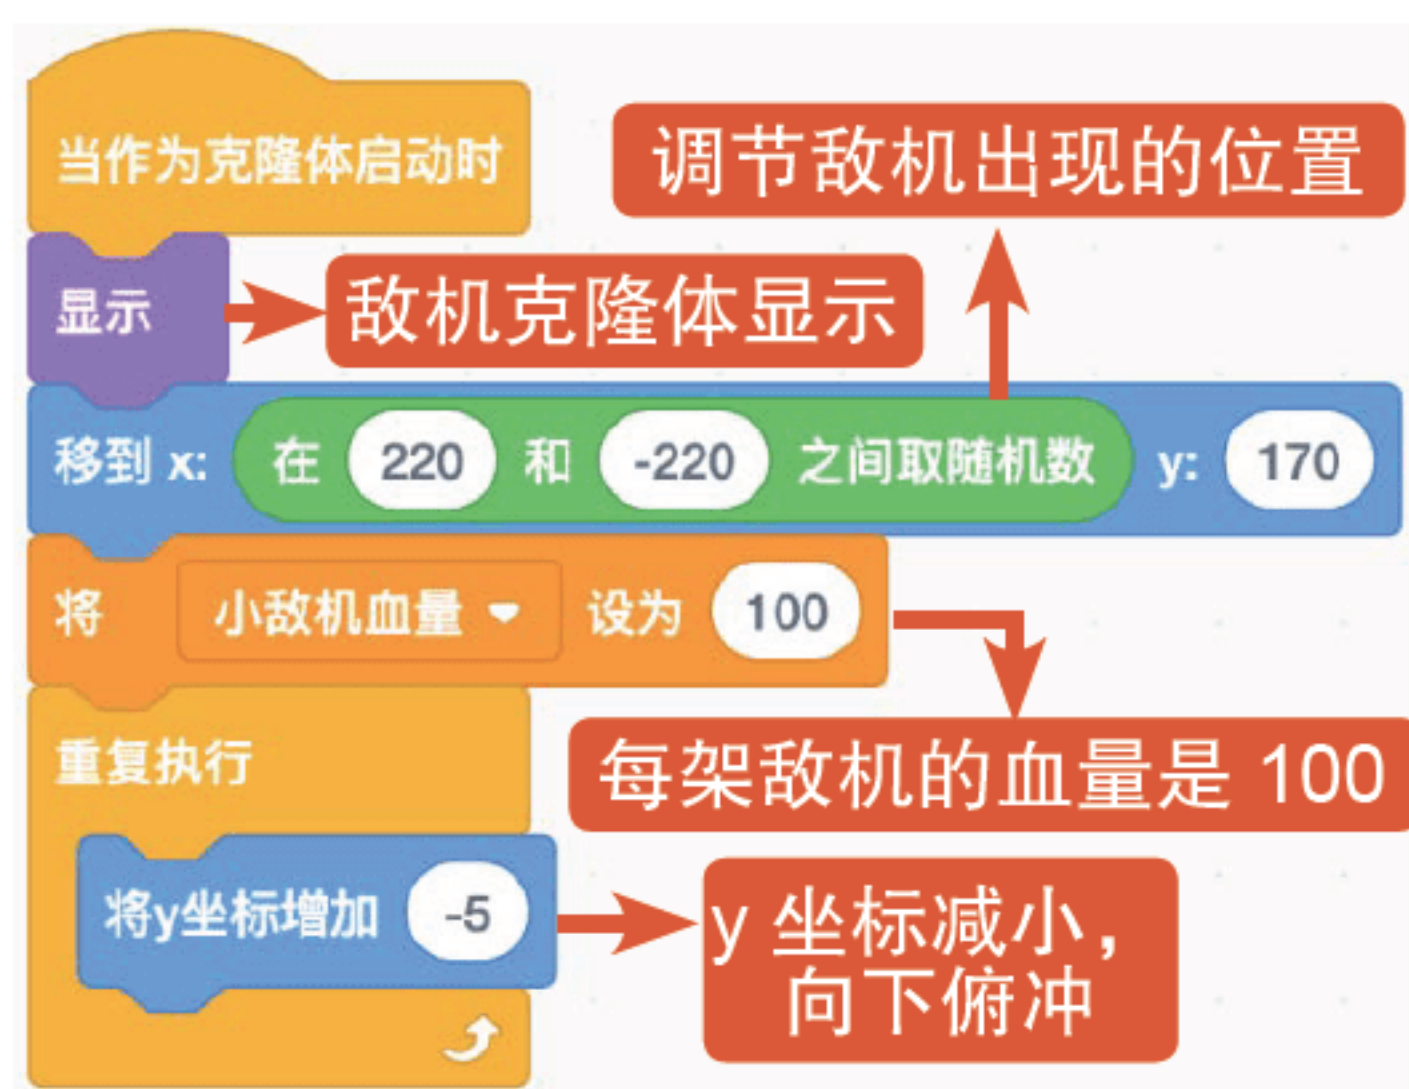 当作为克隆体启动时
调节敌机出现的位置
显示
敌机克隆体显示
移到 x: 在 220 和 -220 之间取随机数 y: 170
将 小敌机血量 设为 100
重复执行
每架敌机的血量是 100
将y坐标增加 -5
y 坐标减小，
向下俯冲